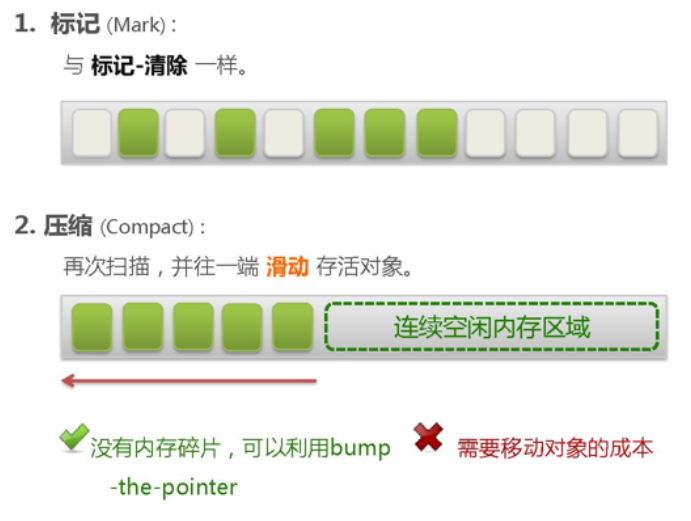 1. 标记 (Mark) :
与 标记-清除 一样。
2. 压缩 (Compact) :
再次扫描，并往一端 滑动 存活对象。
连续空闲内存区域
没有内存碎片，可以利用bump
-the-pointer
需要移动对象的成本